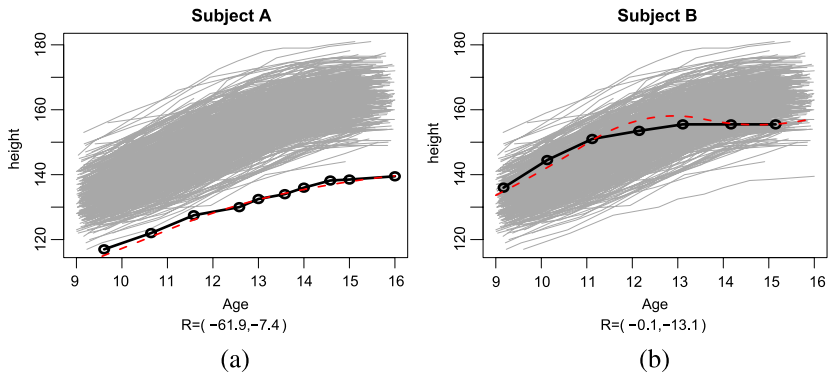 Subject A
height
120
140
160
180
9 10 11 12 13 14 15 16
Age
R=( −61.9,−7.4 )
(a)
Subject B
height
120
140
160
180
9 10 11 12 13 14 15 16
Age
R=( −0.1,−13.1 )
(b)